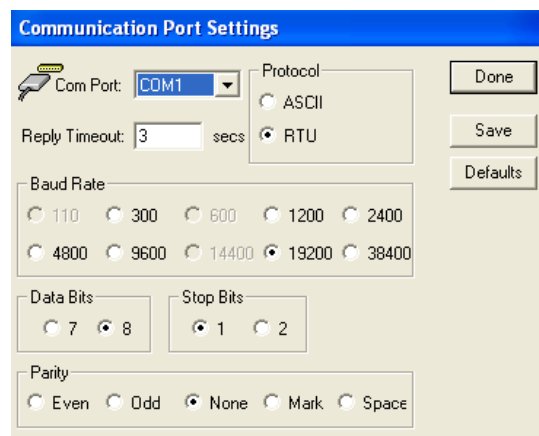 Communication Port Settings
Com Port: COM1
Protocol
Done
ASCII
Reply Timeout: 3 secs
RTU
Save
Defaults
Baud Rate
110 300 600 1200 2400
4800 9600 14400 19200 38400
Data Bits
Stop Bits
7 8
1 2
Parity
Even Odd None Mark Space